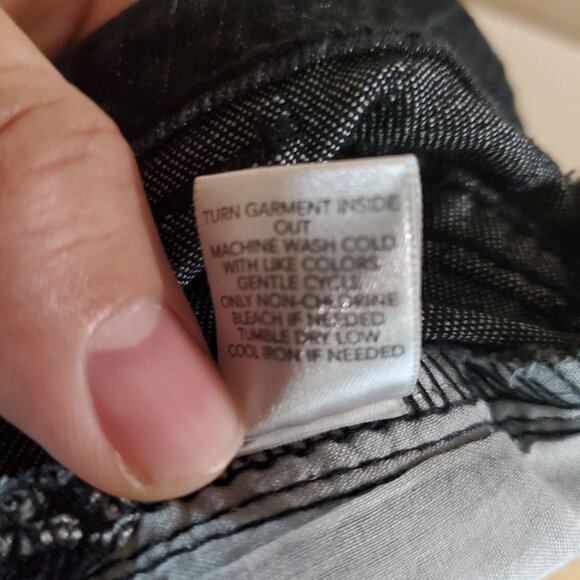 TURN GARMENT INSIDE
OUT
MACHINE WASH COLD
WITH LIKE COLORS.
GENTLE CYCLE.
ONLY NON-CHLORINE
BLEACH IF NEEDED
TUMBLE DRY LOW
COOL IRON IF NEEDED